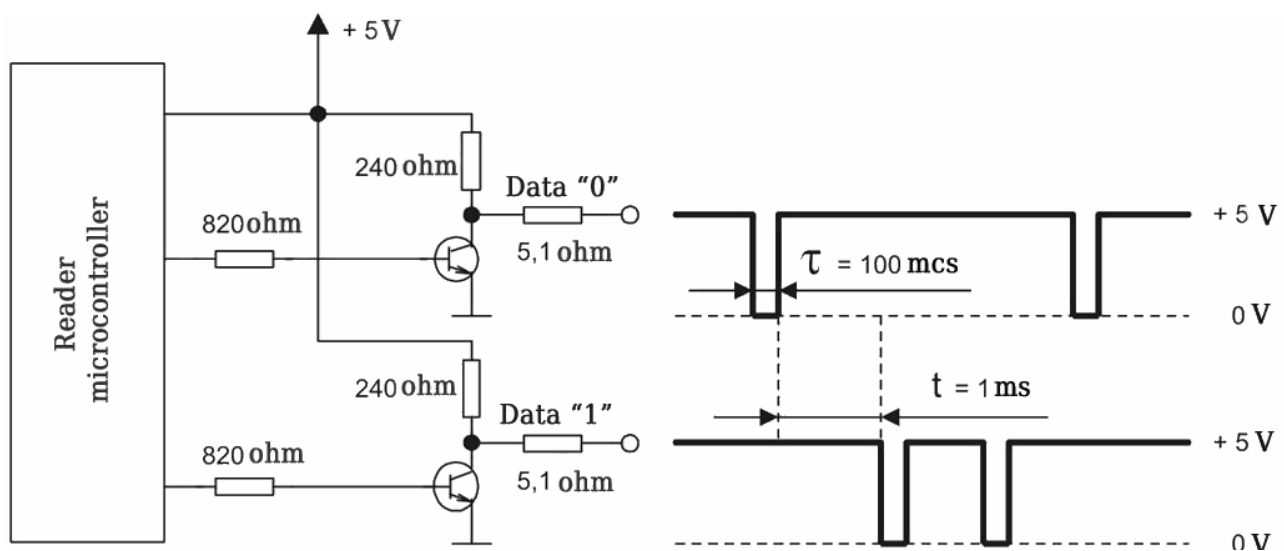 + 5 V
Reader
microcontroller
240 ohm
Data “0”
820 ohm
5,1 ohm
+ 5 V
τ = 100 mcs
0 V
240 ohm
Data “1”
t = 1 ms
820 ohm
5,1 ohm
+ 5 V
0 V